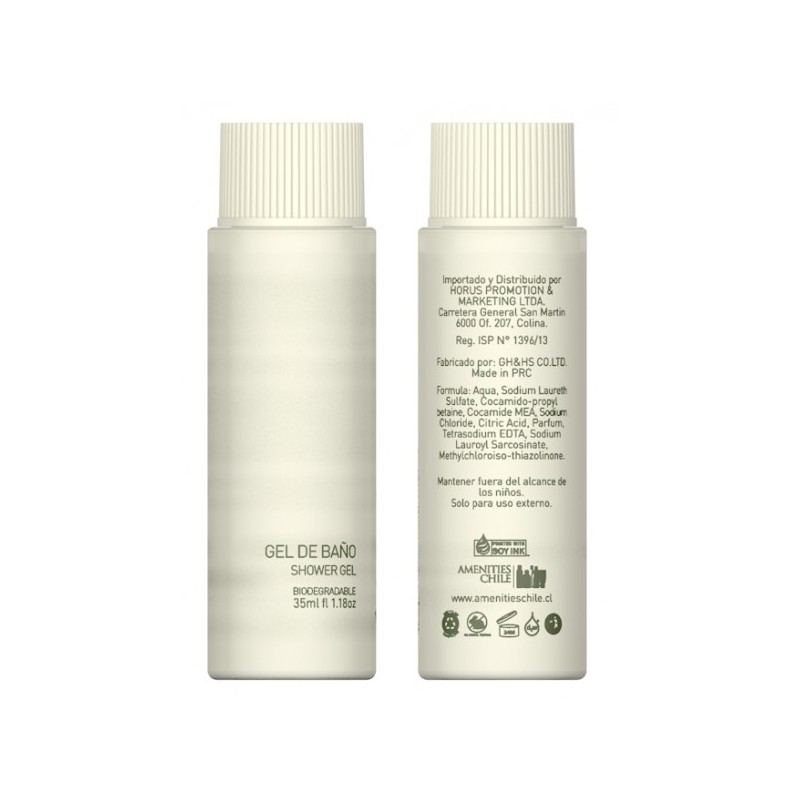 GEL DE BAÑO
SHOWER GEL
BIODEGRADABLE
35ml fl 1.18oz
Importado y Distribuido por
HORUS PROMOTION &
MARKETING LTDA.
Carretera General San Martin
6000 Of. 207, Colina.
Reg. ISP N° 1396/13
Fabricado por: GH&HS CO.LTD.
Made in PRC
Formula: Aqua, Sodium Laureth
Sulfate, Cocamido-propyl
betaine, Cocamide MEA, Sodium
Chloride, Citric Acid, Parfum,
Tetrasodium EDTA, Sodium
Lauroyl Sarcosinate,
Methylchloroiso-thiazolinone.
Mantener fuera del alcance de
los niños.
Solo para uso externo.
PRINTED WITH
SOY INK
AMENITIES
CHILE
www.amenitieschile.cl
24M